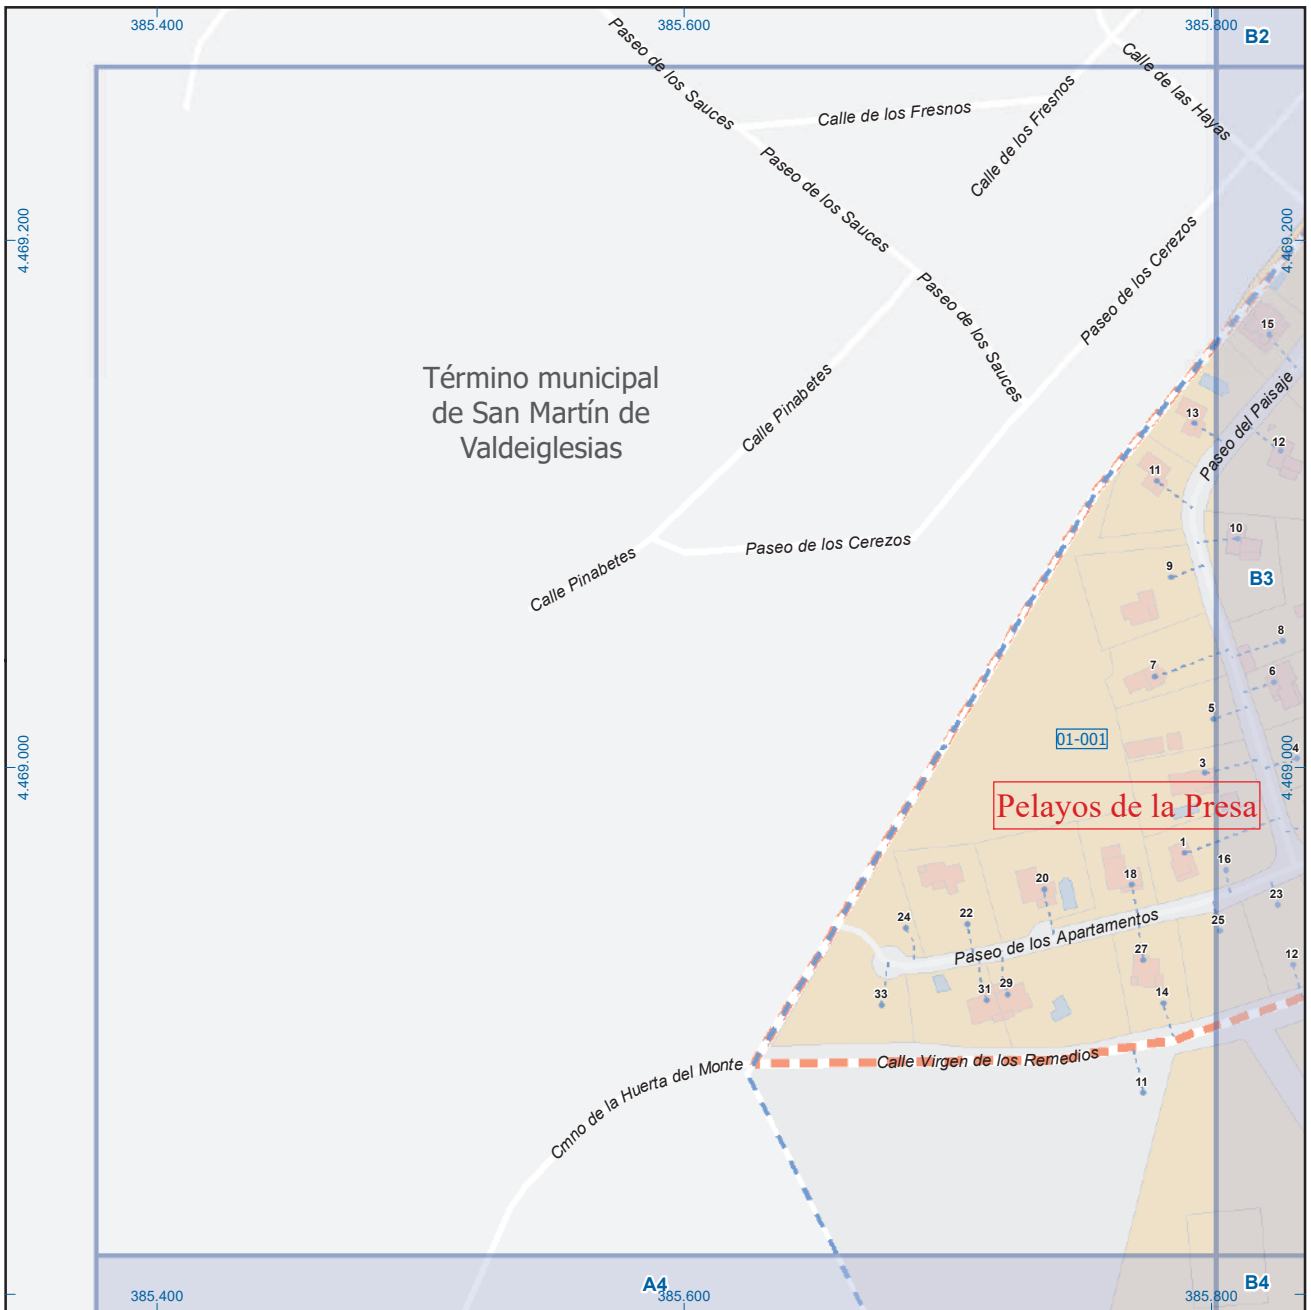 385.400
385.600
385.800
B2
Paseo de los Sauces
Calle de los Fresnos
Calle de los Fresnos
Calle de las Hayas
Paseo de los Sauces
4.469.200
4.469.200
Paseo de los Cerezos
Paseo de los Sauces
Término municipal
de San Martín de
Valdeiglesias
Calle Pinabetes
15
13
Paseo del Paisaje
12
11
10
Calle Pinabetes
Paseo de los Cerezos
9
B3
8
7
6
5
01-001
4
4.469.000
3
4.469.000
Pelayos de la Presa
1
16
20
18
23
24
22
25
Paseo de los Apartamentos
27
12
33
31
29
14
Calle Virgen de los Remedios
Cmno de la Huerta del Monte
11
A4
B4
385.400
385.600
385.800